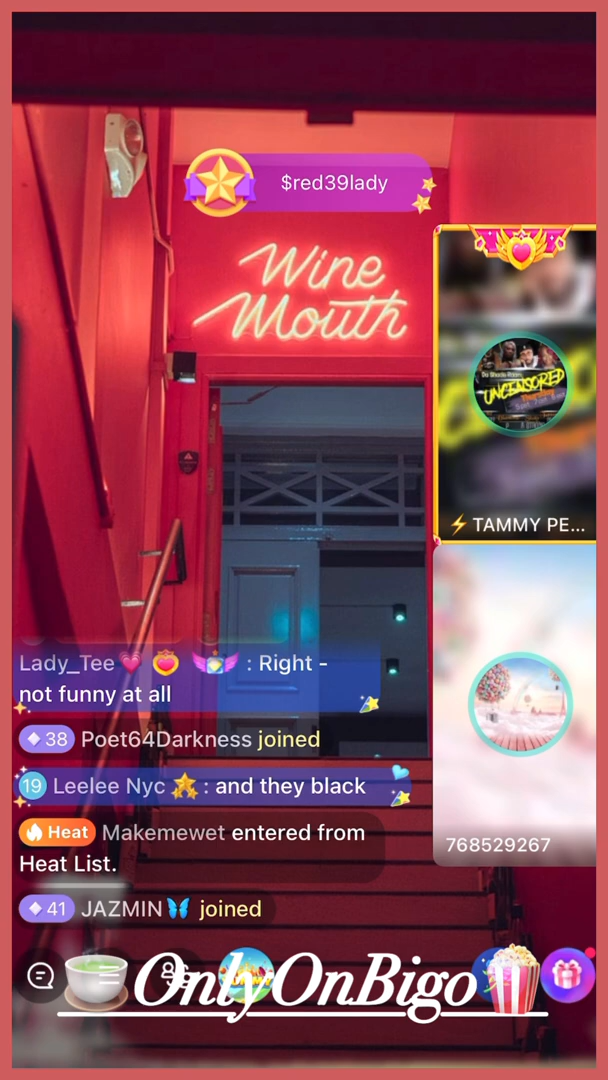 $red39lady
Wine
Mouth
UNCENSORED
⚡ TAMMY PE...
Lady_Tee💗 : Right -
not funny at all
38 Poet64Darkness joined
19 Leelee Nyc : and they black
Heat Makemewet entered from
Heat List.
768529267
41 JAZMIN🦋 joined
OnlyOnBigo